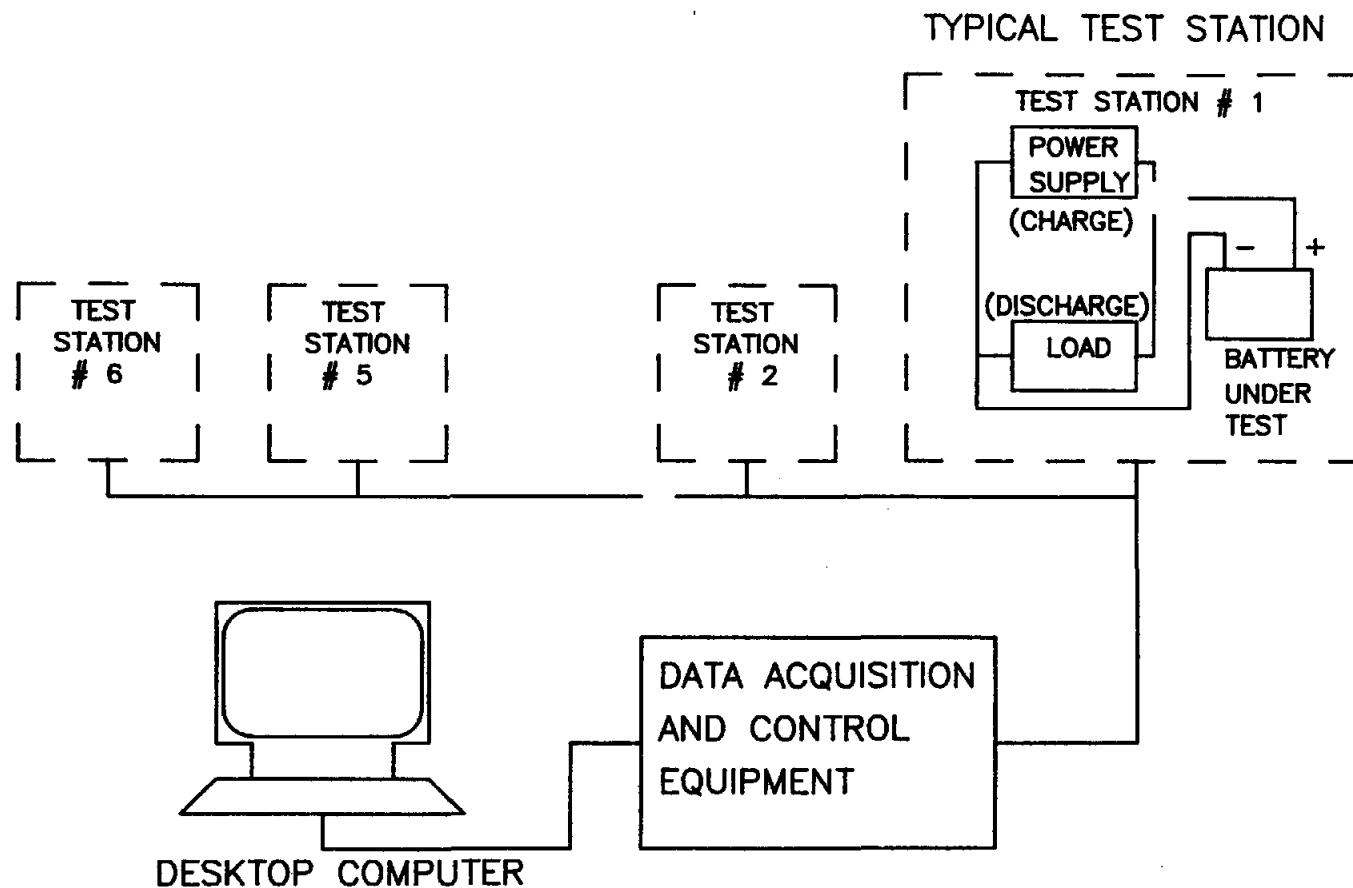 TYPICAL TEST STATION
TEST STATION # 1
POWER
SUPPLY
(CHARGE)
- +
(DISCHARGE)
LOAD
BATTERY
UNDER
TEST
TEST
STATION
# 6
TEST
STATION
# 5
TEST
STATION
# 2
DATA ACQUISITION
AND CONTROL
EQUIPMENT
DESKTOP COMPUTER